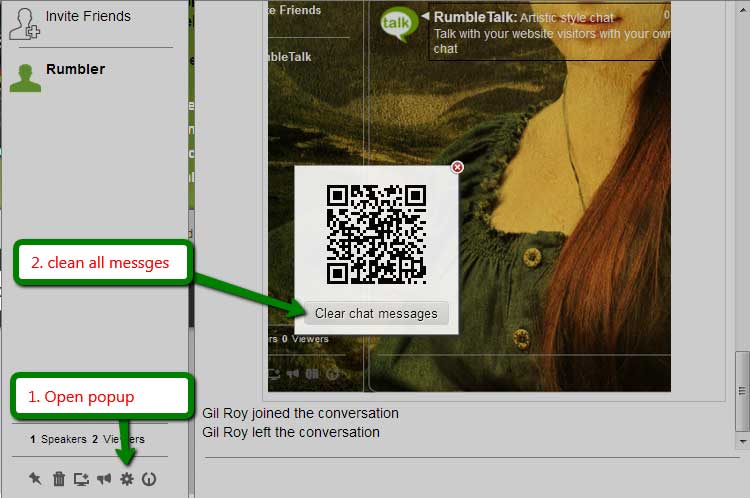 Invite Friends
Rumbler
te Friends
mbleTalk
talk
RumbleTalk: Artistic style chat
0
Talk with your website visitors with your own
chat
2. clean all messges
Clear chat messages
ers 0 Viewers
1. Open popup
Gil Roy joined the conversation
Gil Roy left the conversation
1 Speakers 2 Viewers